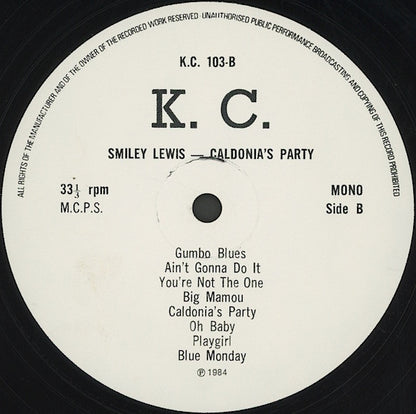 ALL RIGHTS OF THE MANUFACTURER AND OF THE OWNER OF THE RECORDED WORK RESERVED UNAUTHORISED PUBLIC PERFORMANCE BROADCASTING AND COPYING OF THIS RECORD PROHIBITED
K.C. 103-B
K. C.
SMILEY LEWIS — CALDONIA'S PARTY
33⅓ rpm MONO
M.C.P.S. Side B
Gumbo Blues
Ain't Gonna Do It
You're Not The One
Big Mamou
Caldonia's Party
Oh Baby
Playgirl
Blue Monday
℗ 1984